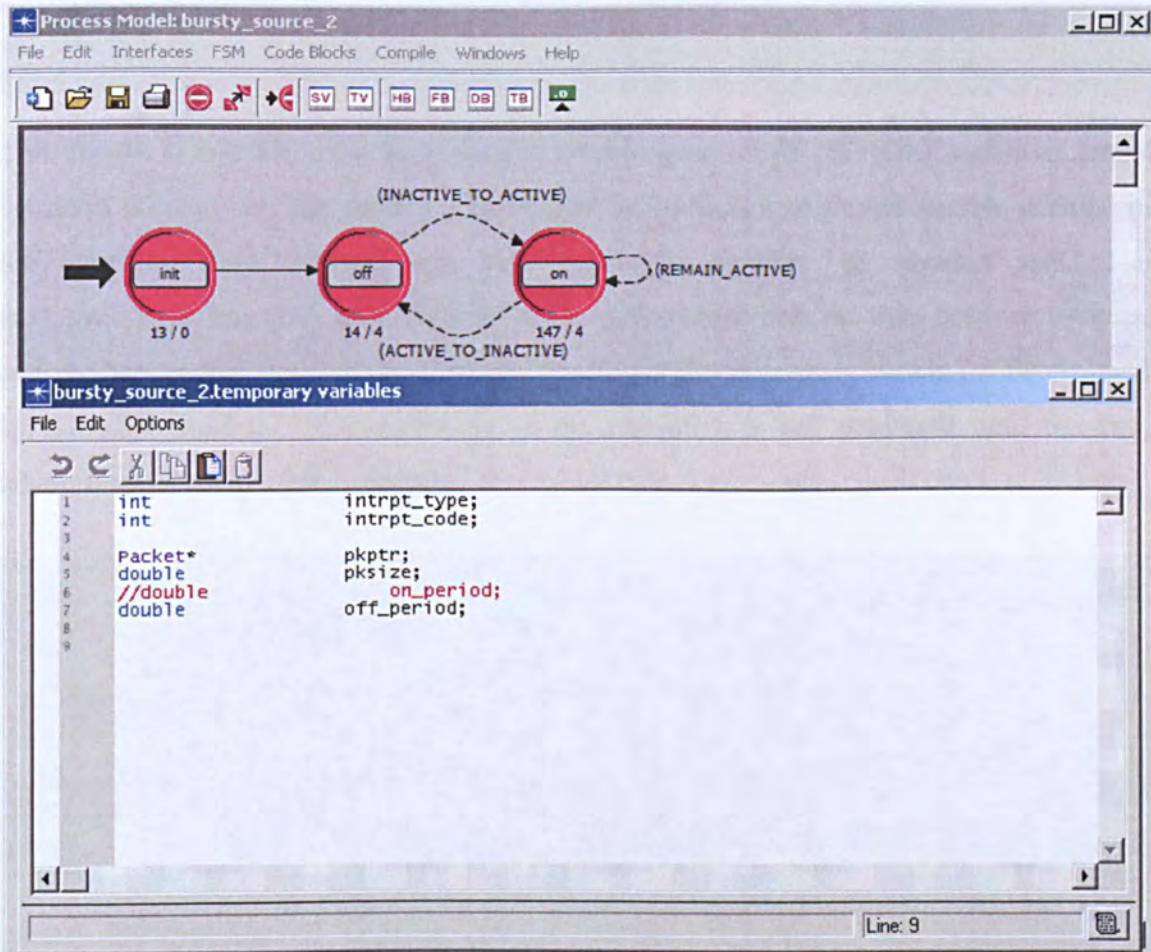 Process Model: bursty_source_2
File Edit Interfaces FSM Code Blocks Compile Windows Help
SV TV HB FB DB TB
(INACTIVE_TO_ACTIVE)
init off on (REMAIN_ACTIVE)
13 / 0 14 / 4 147 / 4
(ACTIVE_TO_INACTIVE)
bursty_source_2.temporary variables
File Edit Options
1 int intrpt_type;
2 int intrpt_code;
3
4 Packet* pkptr;
5 double pksize;
6 //double on_period;
7 double off_period;
8
9
Line: 9